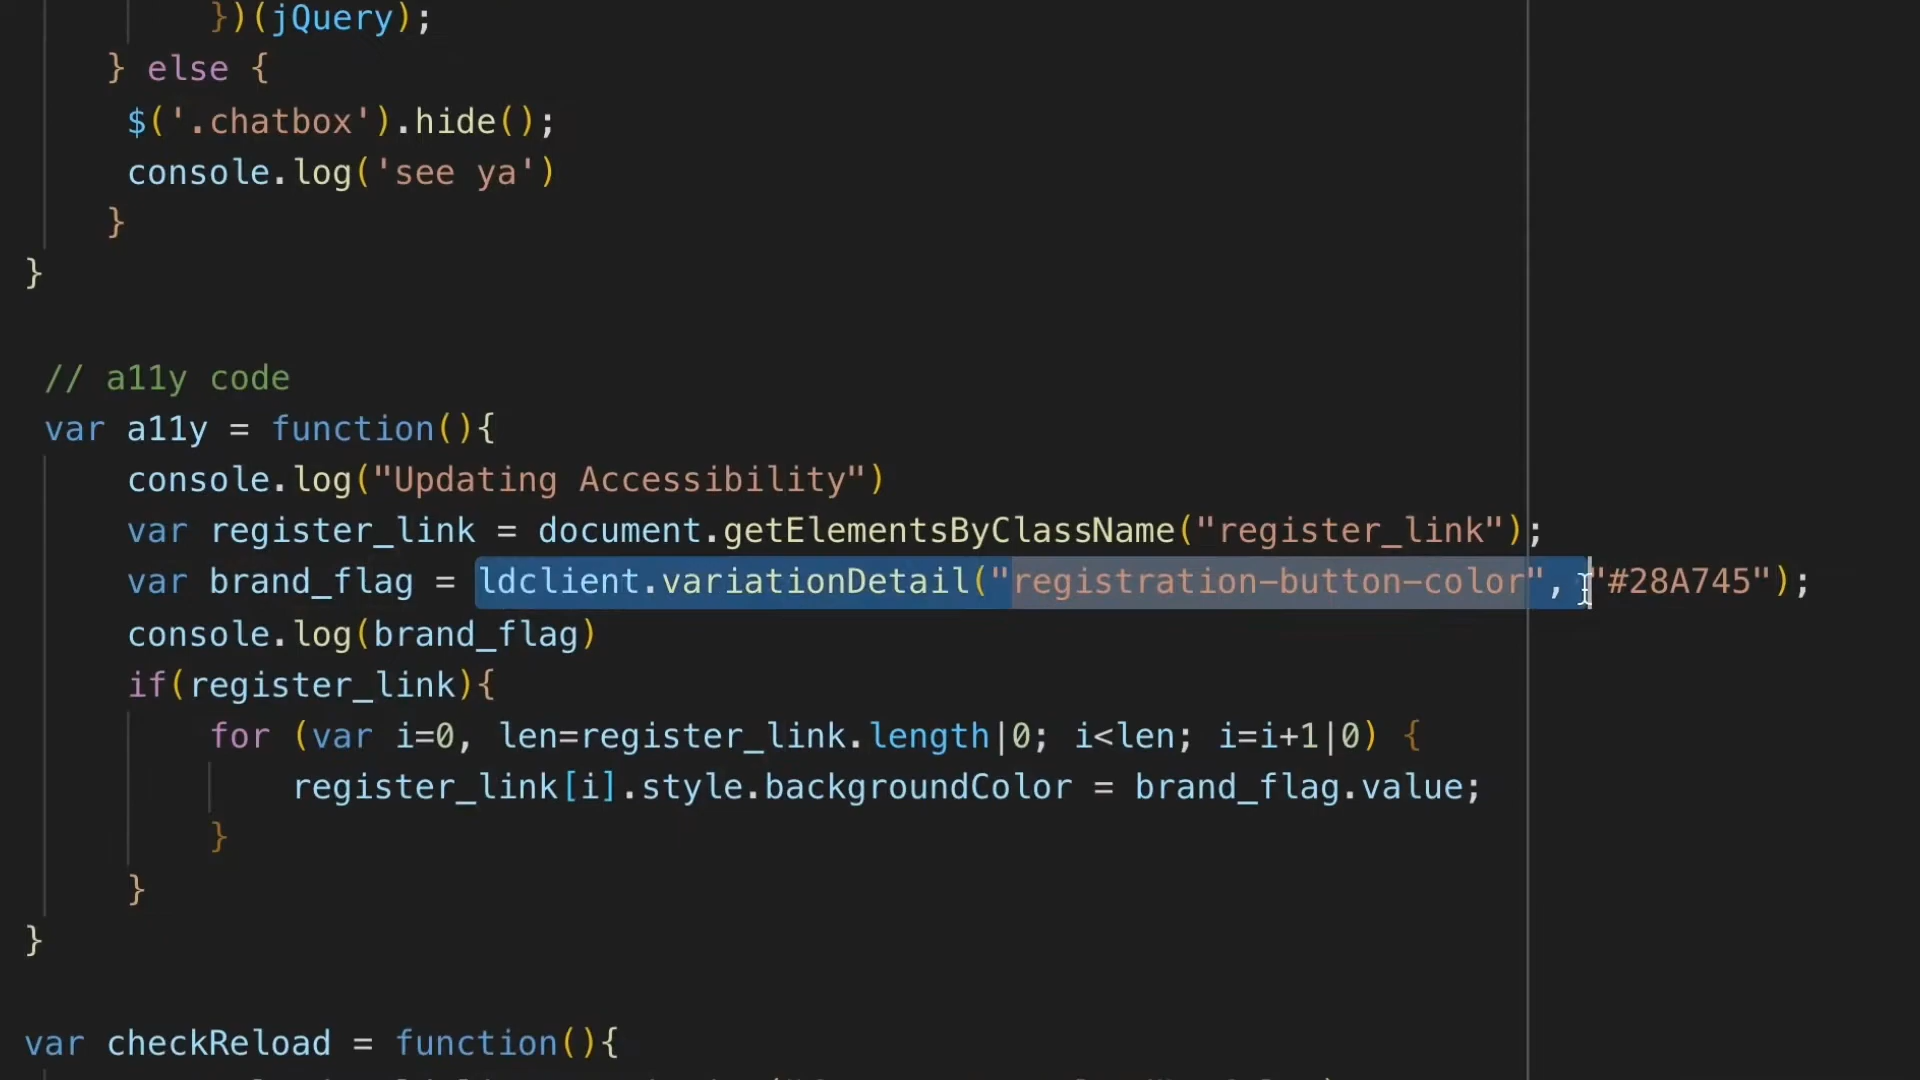 })(jQuery);
} else {
$('.chatbox').hide();
console.log('see ya')
}
}
// a11y code
var a11y = function(){
console.log("Updating Accessibility")
var register_link = document.getElementsByClassName("register_link");
var brand_flag = ldclient.variationDetail("registration-button-color", "#28A745");
console.log(brand_flag)
if(register_link){
for (var i=0, len=register_link.length|0; i<len; i=i+1|0) {
register_link[i].style.backgroundColor = brand_flag.value;
}
}
}
var checkReload = function(){